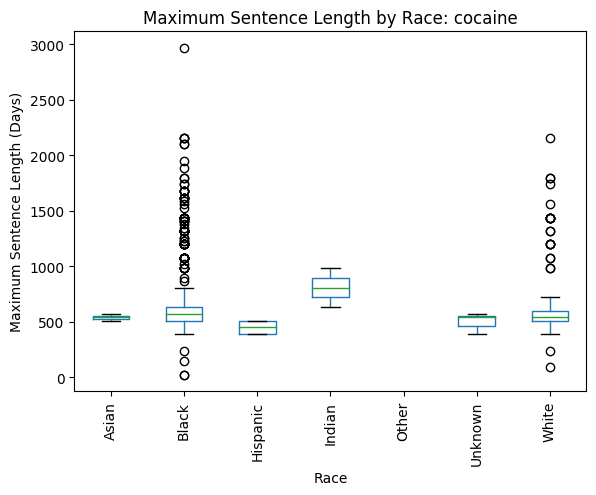 Maximum Sentence Length by Race: cocaine
Maximum Sentence Length (Days)
3000
2500
2000
1500
1000
500
0
Asian
Black
Hispanic
Indian
Other
Unknown
White
Race